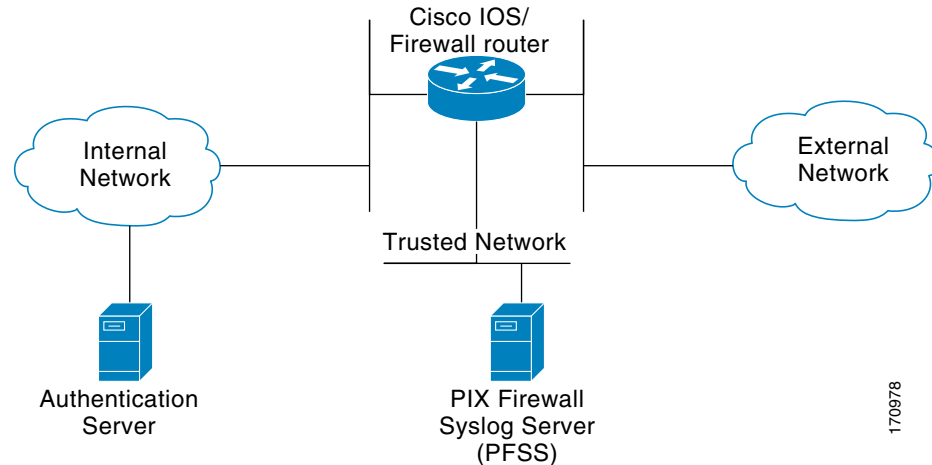 Cisco IOS/
Firewall router
Internal
Network
External
Network
Trusted Network
Authentication
Server
PIX Firewall
Syslog Server
(PFSS)
170978